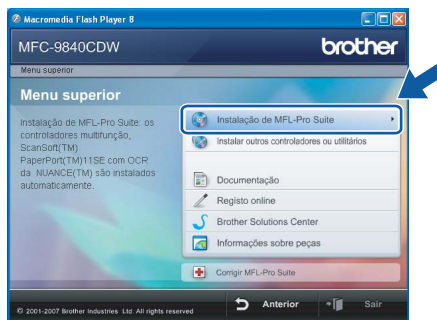 Macromedia Flash Player 8
MFC-9840CDW
brother
Menu superior
Menu superior
Instalação de MFL-Pro Suite: os
controladores multifunção,
ScanSoft(TM)
PaperPort(TM)11SE com OCR
da NUANCE(TM) são instalados
automaticamente.
Instalação de MFL-Pro Suite
Instalar outros controladores ou utilitários
Documentação
Registo online
Brother Solutions Center
Informações sobre peças
Corrigir MFL-Pro Suite
© 2001-2007 Brother Industries Ltd. All rights reserved
Anterior
Sair